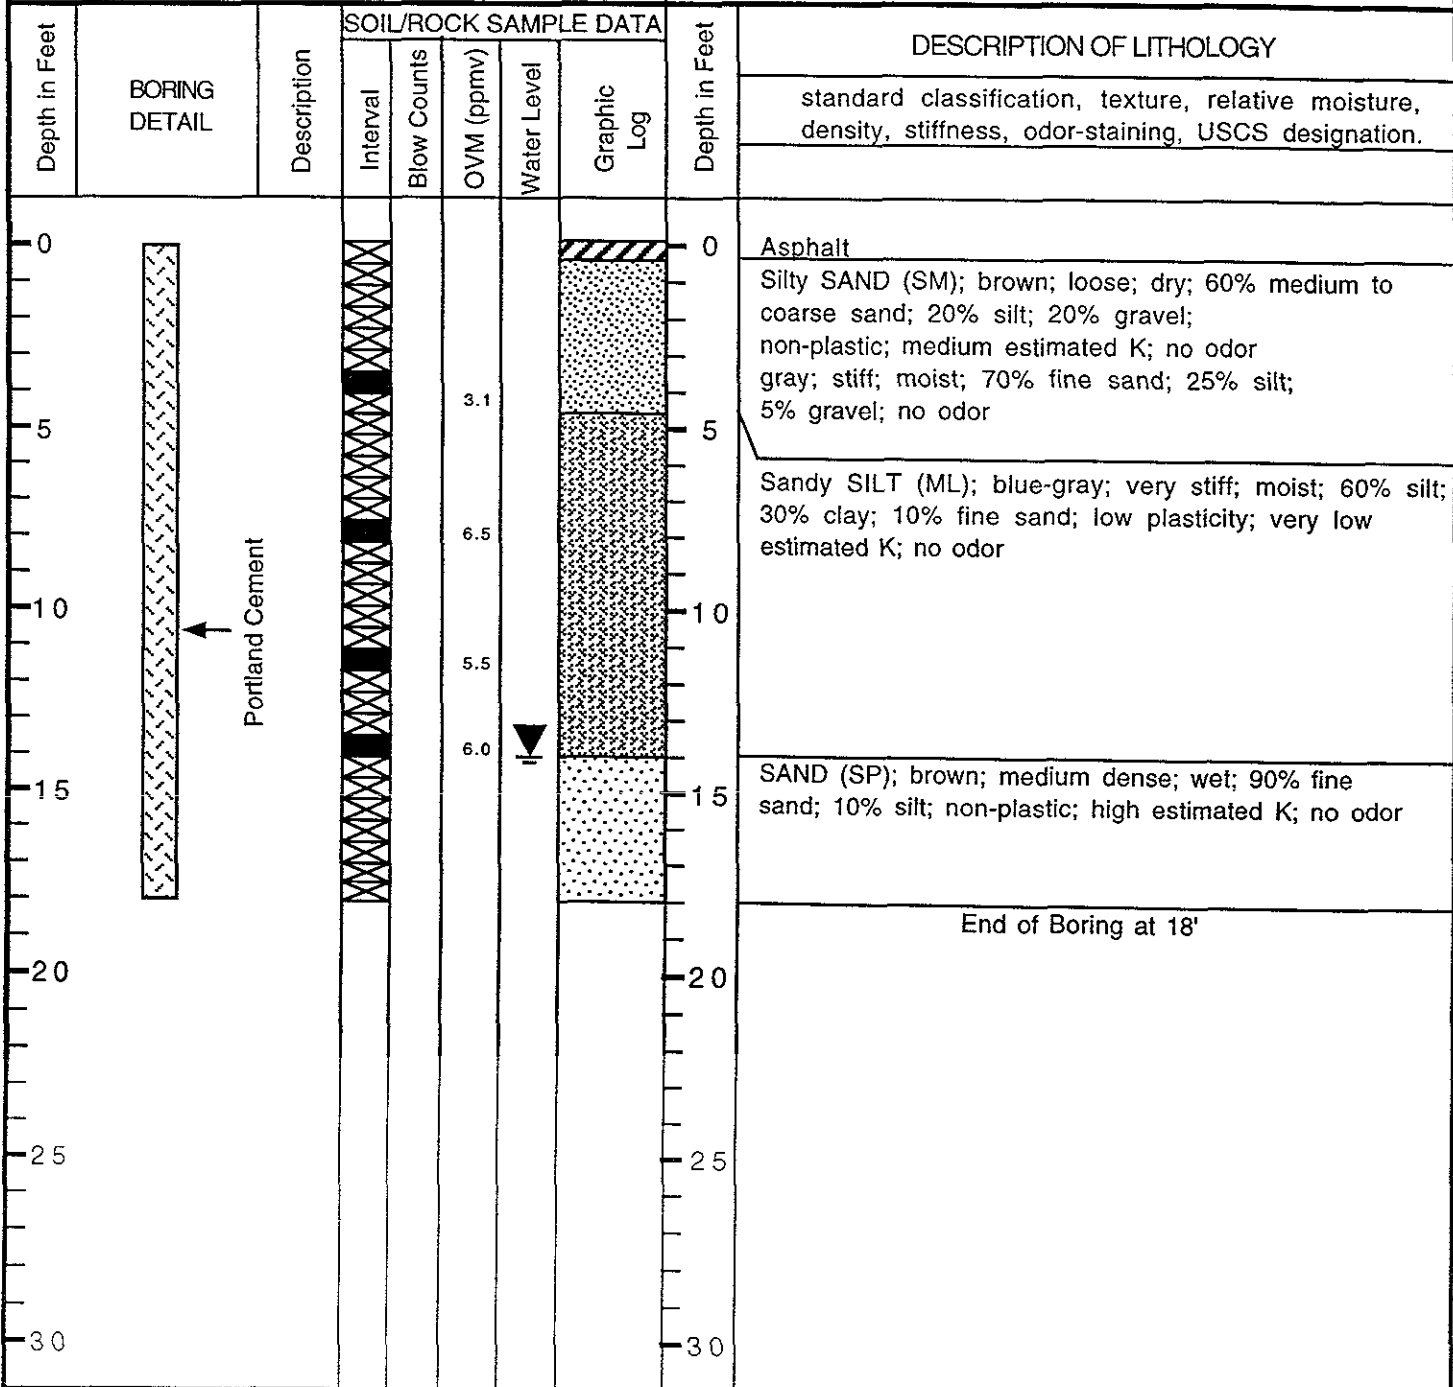 SOIL/ROCK SAMPLE DATA
Depth in Feet
BORING
DETAIL
Description
Interval
Blow Counts
OVM (ppmv)
Water Level
Graphic
Log
Depth in Feet
DESCRIPTION OF LITHOLOGY
standard classification, texture, relative moisture,
density, stiffness, odor-staining, USCS designation.
0
5
10
15
20
25
30
Portland Cement
3.1
6.5
5.5
6.0
0
5
10
15
20
25
30
Asphalt
Silty SAND (SM); brown; loose; dry; 60% medium to
coarse sand; 20% silt; 20% gravel;
non-plastic; medium estimated K; no odor
gray; stiff; moist; 70% fine sand; 25% silt;
5% gravel; no odor
Sandy SILT (ML); blue-gray; very stiff; moist; 60% silt;
30% clay; 10% fine sand; low plasticity; very low
estimated K; no odor
SAND (SP); brown; medium dense; wet; 90% fine
sand; 10% silt; non-plastic; high estimated K; no odor
End of Boring at 18'